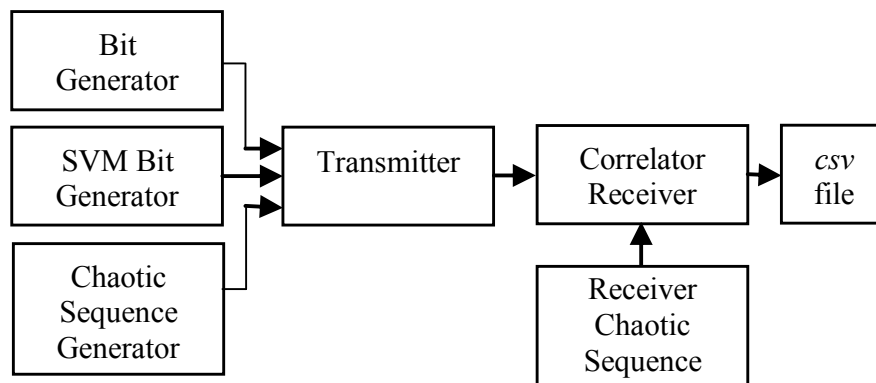 Bit
Generator
SVM Bit
Generator
Chaotic
Sequence
Generator
Transmitter
Correlator
Receiver
Receiver
Chaotic
Sequence
csv
file